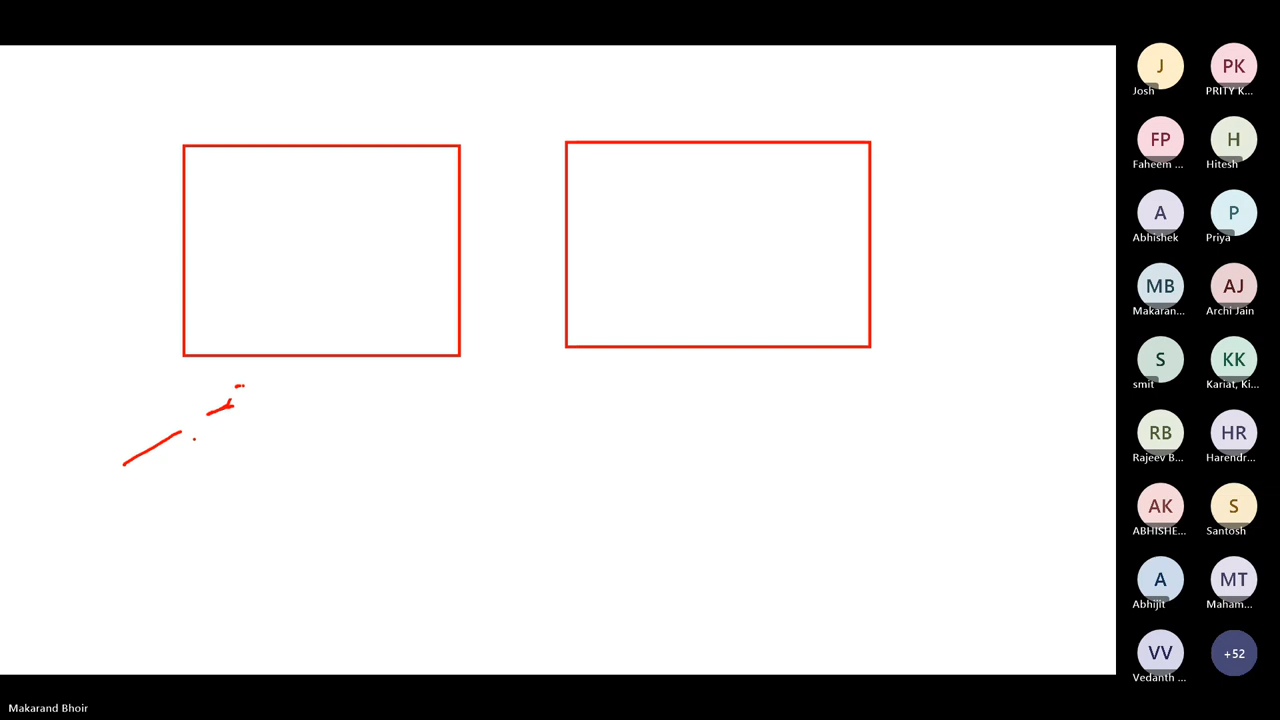 J PK
Josh PRITY K...
FP H
Faheem ... Hitesh
A P
Abhishek Priya
MB AJ
Makaran... Archi Jain
S KK
smit Kariat, Ki...
RB HR
Rajeev B... Harendr...
AK S
ABHISHE... Santosh
A MT
Abhijit Maham...
VV +52
Vedanth ...
Makarand Bhoir